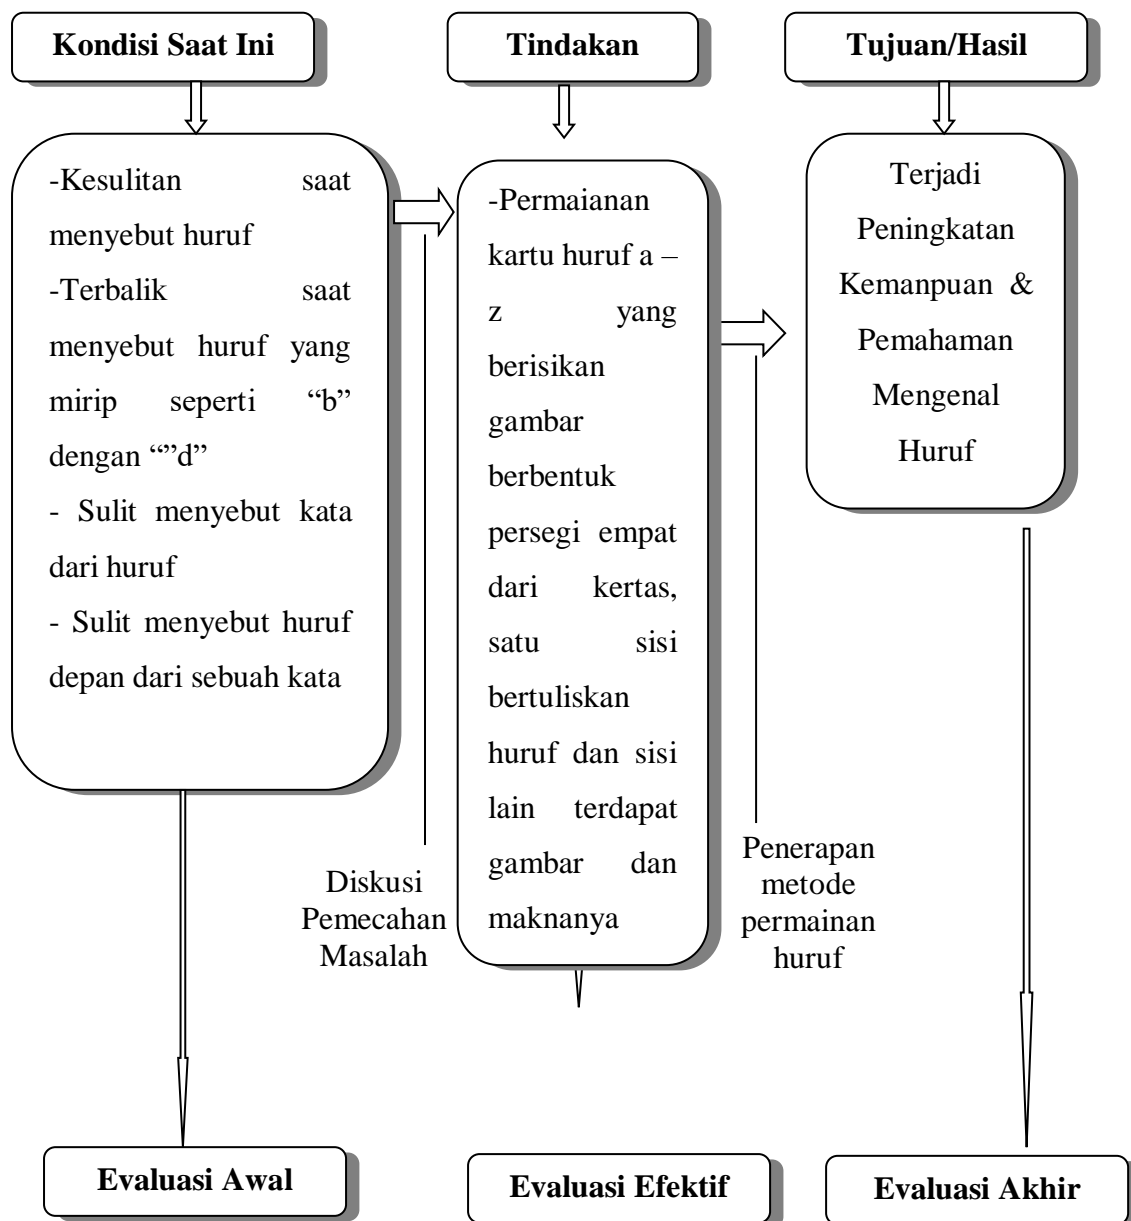 Kondisi Saat Ini
Tindakan
Tujuan/Hasil
-Kesulitan saat
menyebut huruf
-Terbalik saat
menyebut huruf yang
mirip seperti “b”
dengan “”d”
- Sulit menyebut kata
dari huruf
- Sulit menyebut huruf
depan dari sebuah kata
Diskusi
Pemecahan
Masalah
-Permaianan
kartu huruf a –
z yang
berisikan
gambar
berbentuk
persegi empat
dari kertas,
satu sisi
bertuliskan
huruf dan sisi
lain terdapat
gambar dan
maknanya
Penerapan
metode
permainan
huruf
Terjadi
Peningkatan
Kemanpuan &
Pemahaman
Mengenal
Huruf
Evaluasi Awal
Evaluasi Efektif
Evaluasi Akhir